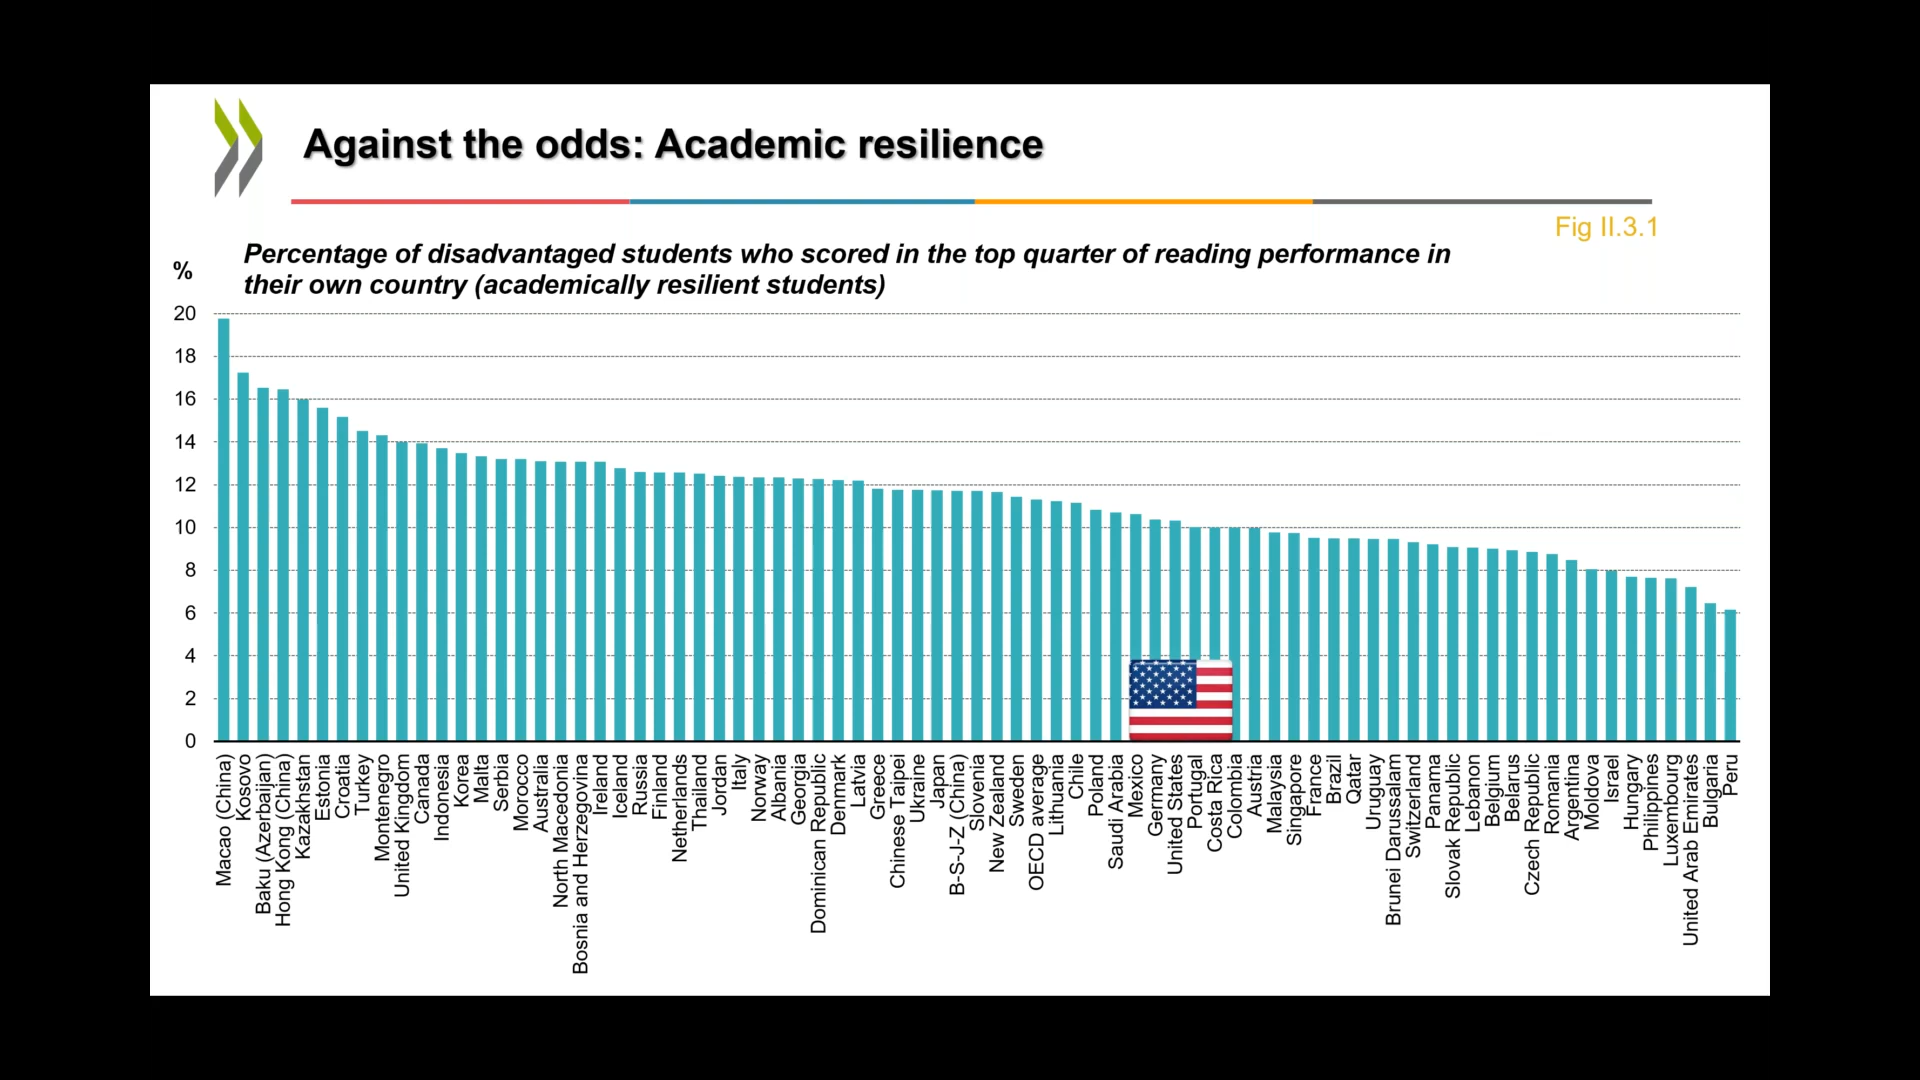 Against the odds: Academic resilience
Fig II.3.1
Percentage of disadvantaged students who scored in the top quarter of reading performance in
their own country (academically resilient students)
%
20
18
16
14
12
10
8
6
4
2
0
Macao (China)
Kosovo
Baku (Azerbaijan)
Hong Kong (China)
Kazakhstan
Estonia
Croatia
Turkey
Montenegro
United Kingdom
Canada
Indonesia
Korea
Malta
Serbia
Morocco
Australia
North Macedonia
Bosnia and Herzegovina
Ireland
Iceland
Russia
Finland
Netherlands
Thailand
Jordan
Italy
Norway
Albania
Georgia
Dominican Republic
Denmark
Latvia
Greece
Chinese Taipei
Ukraine
Japan
B-S-J-Z (China)
Slovenia
New Zealand
Sweden
OECD average
Lithuania
Chile
Poland
Saudi Arabia
Mexico
Germany
United States
Portugal
Costa Rica
Colombia
Austria
Malaysia
Singapore
France
Brazil
Qatar
Uruguay
Brunei Darussalam
Switzerland
Panama
Slovak Republic
Lebanon
Belgium
Belarus
Czech Republic
Romania
Argentina
Moldova
Israel
Hungary
Philippines
Luxembourg
United Arab Emirates
Bulgaria
Peru